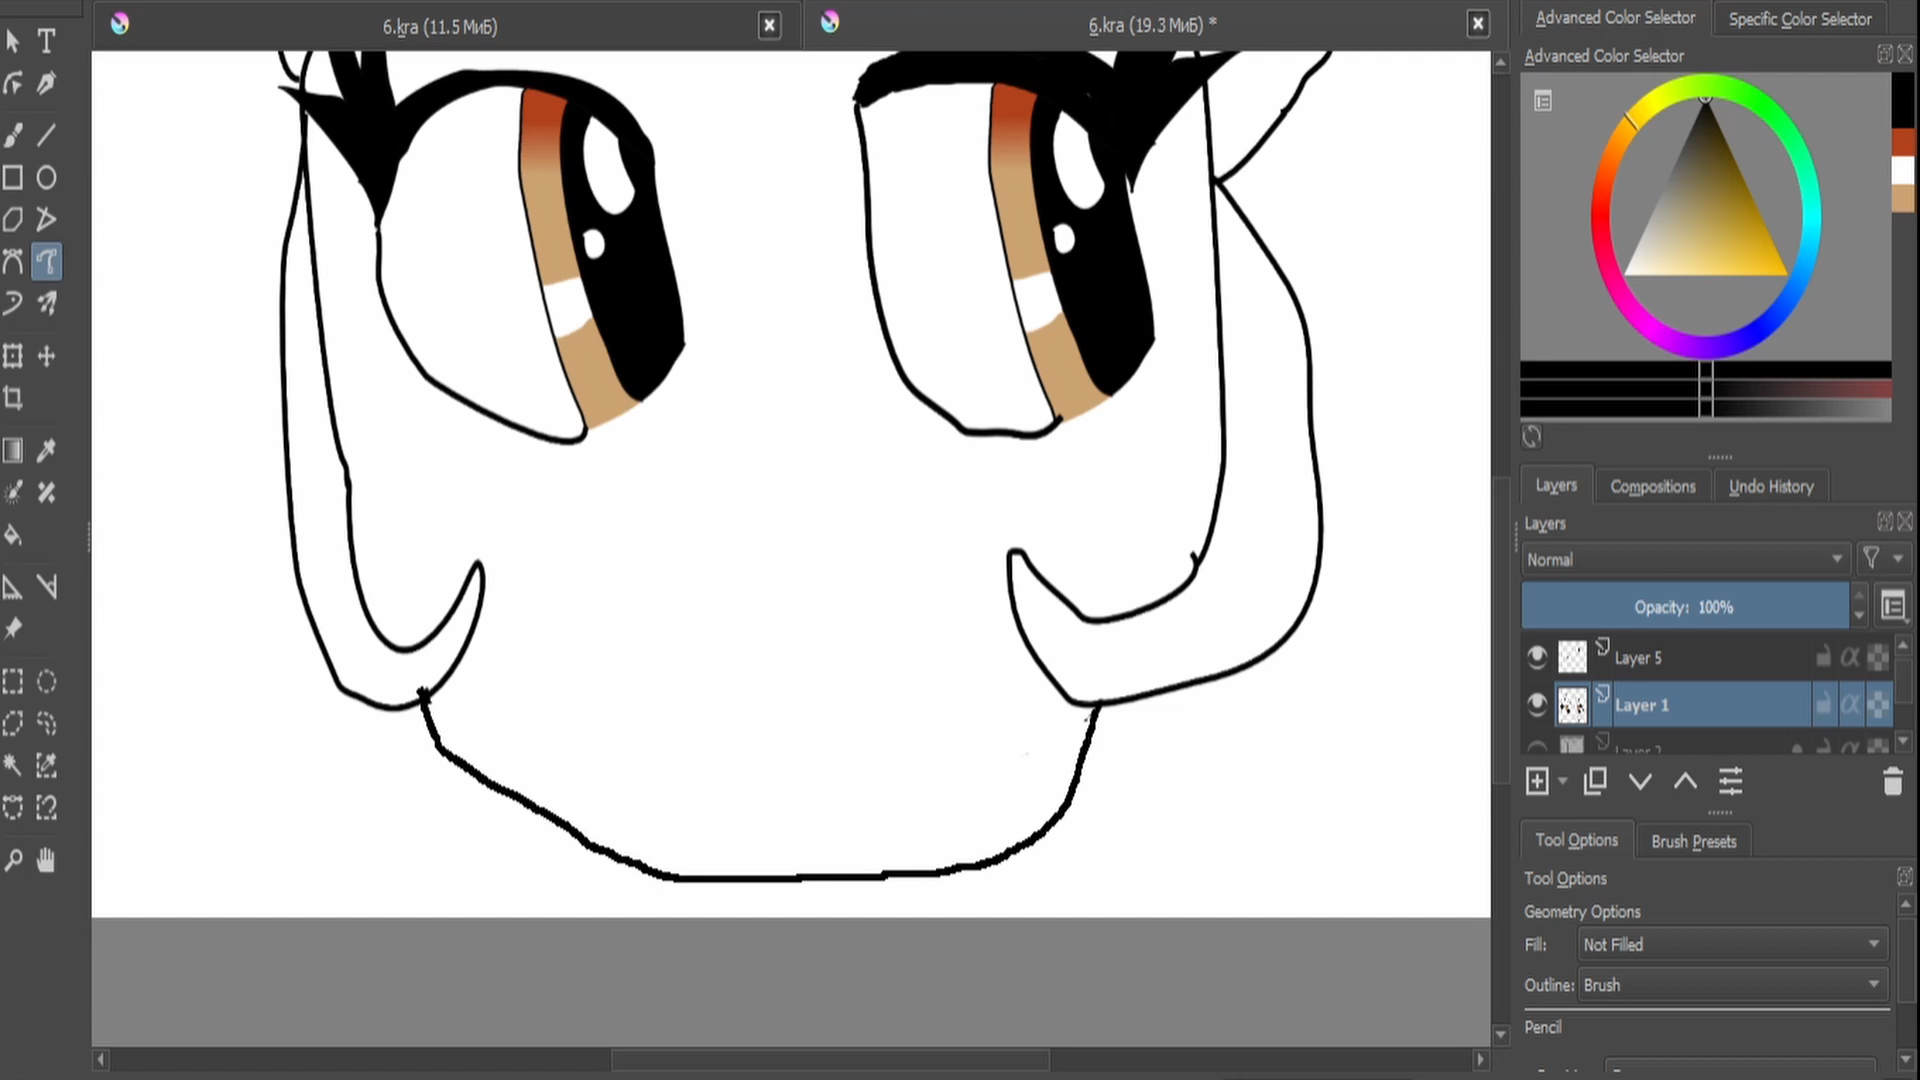 6.kra (11.5 МиБ)
6.kra (19.3 МиБ) *
Advanced Color Selector
Specific Color Selector
Advanced Color Selector
Layers
Compositions
Undo History
Layers
Normal
Opacity: 100%
Layer 5
Layer 1
Tool Options
Brush Presets
Tool Options
Geometry Options
Fill: Not Filled
Outline: Brush
Pencil